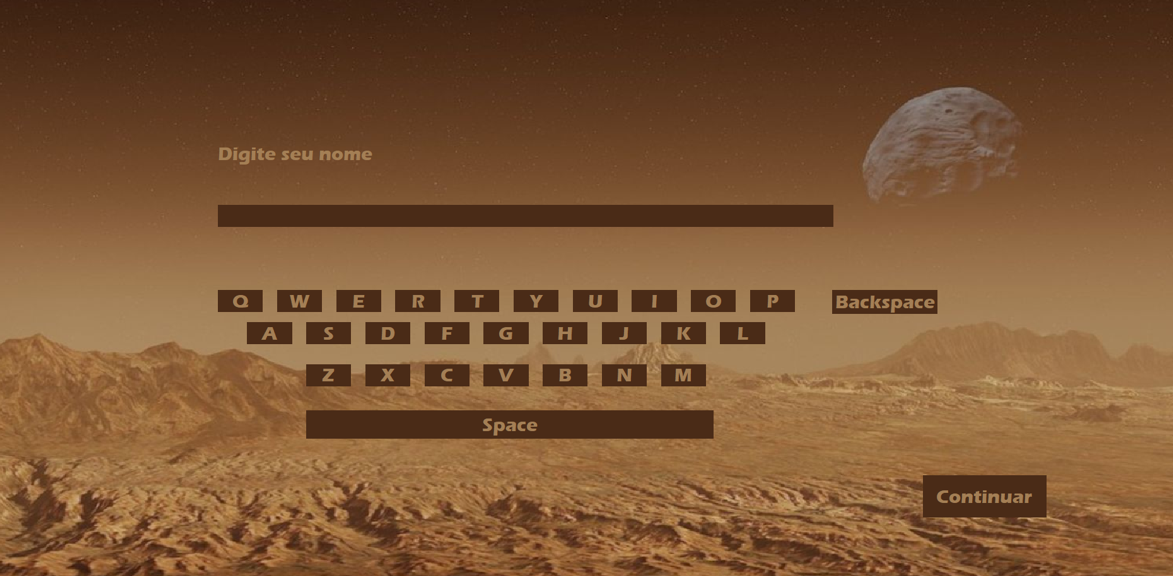 Digite seu nome
Q W E R T Y U I O P Backspace
A S D F G H J K L
Z X C V B N M
Space
Continuar